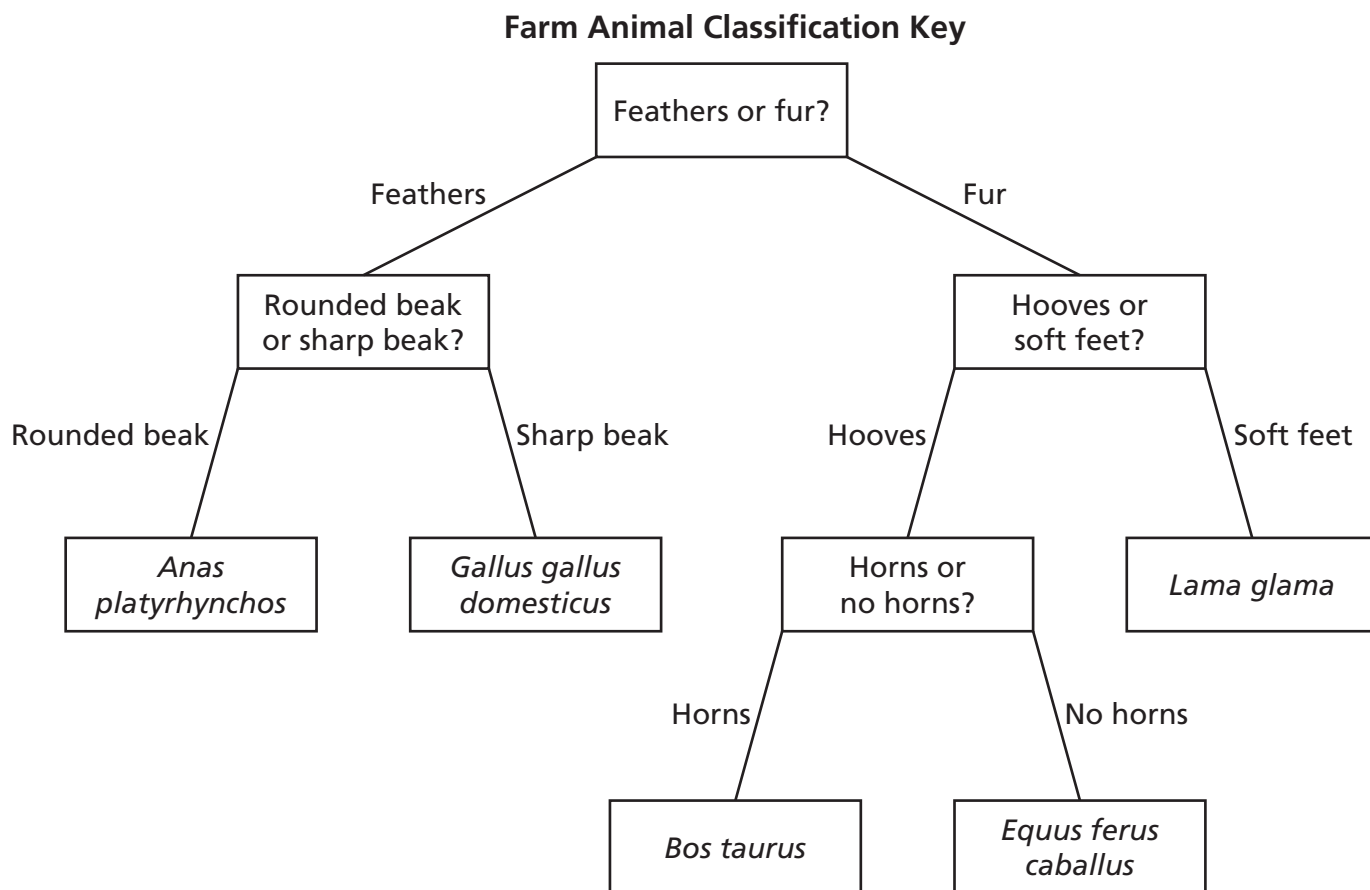 Farm Animal Classification Key
Feathers or fur?
Feathers
Fur
Rounded beak
or sharp beak?
Hooves or
soft feet?
Rounded beak
Sharp beak
Hooves
Soft feet
Anas
platyrhynchos
Gallus gallus
domesticus
Horns or
no horns?
Lama glama
Horns
No horns
Bos taurus
Equus ferus
caballus